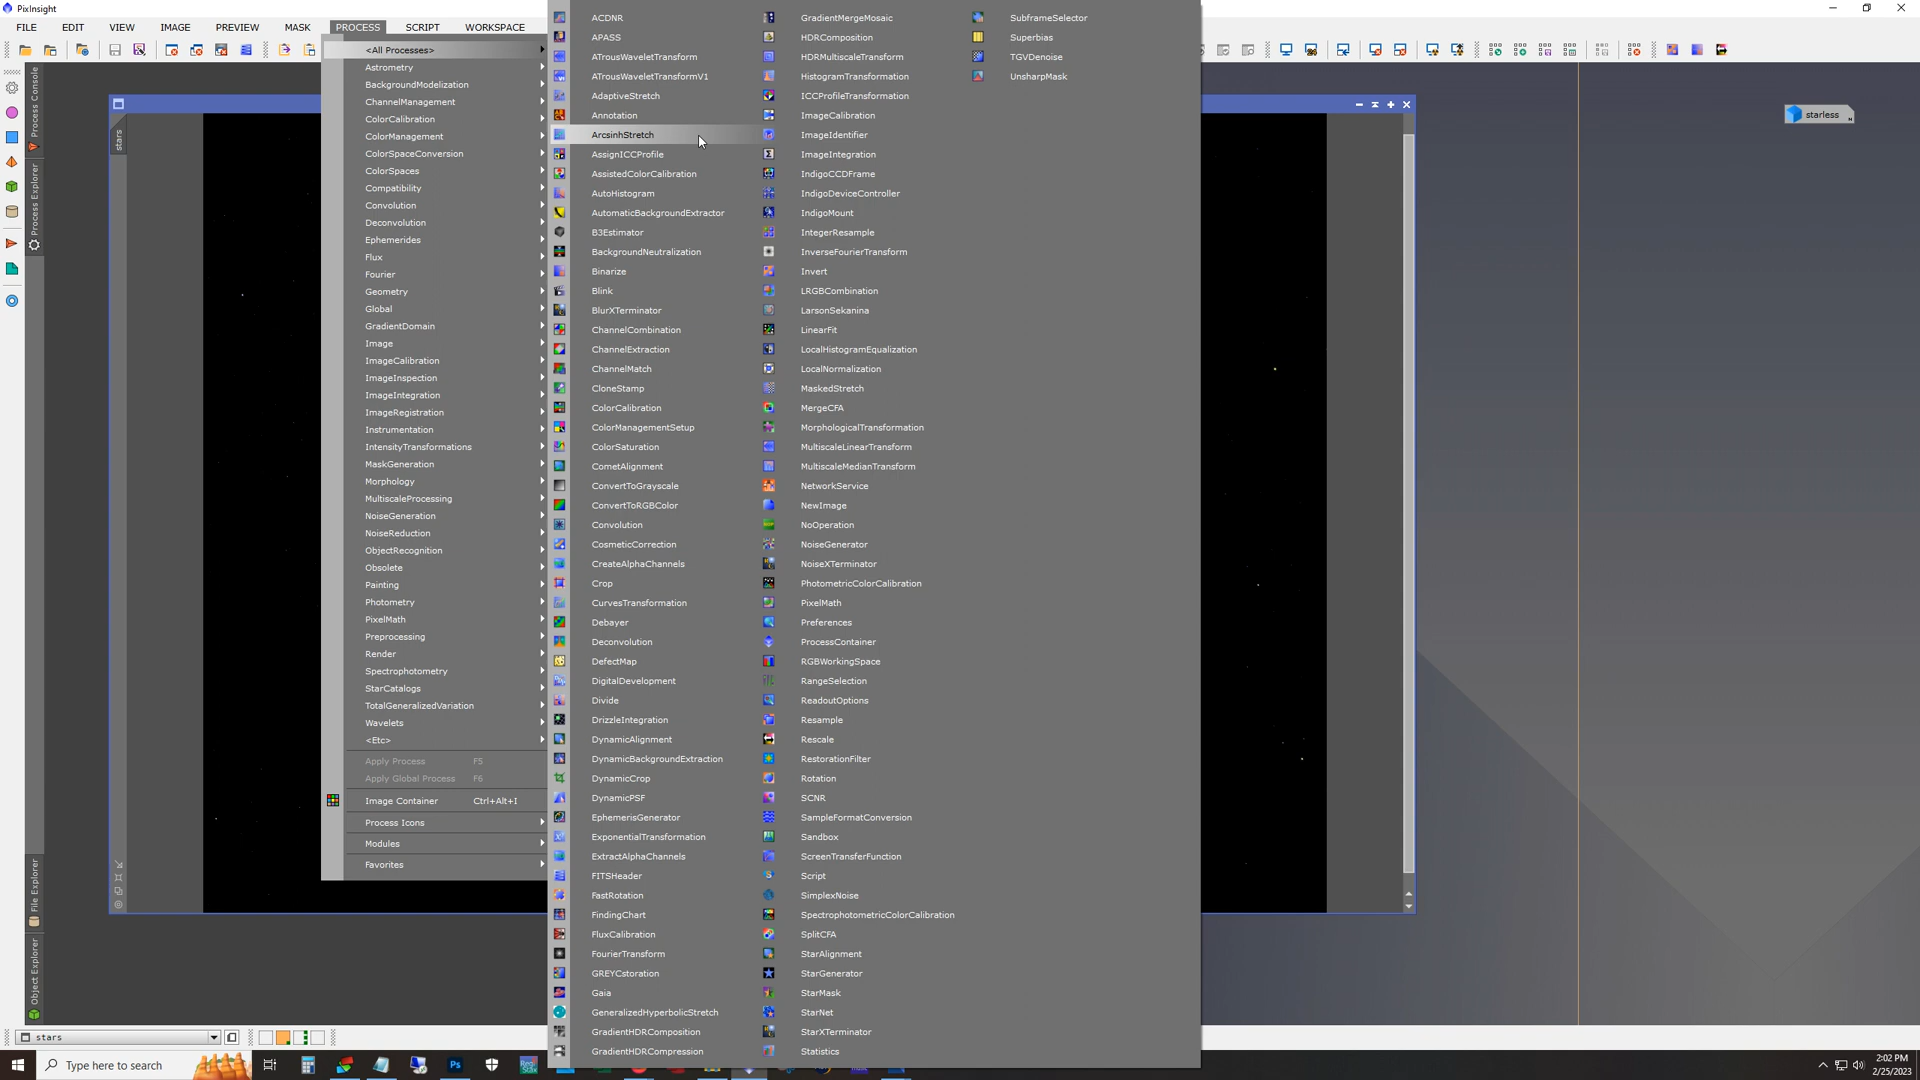 PixInsight
FILE EDIT VIEW IMAGE PREVIEW MASK PROCESS SCRIPT WORKSPACE
Process Console
Process Explorer
File Explorer
Object Explorer
stars
<All Processes>
Astrometry
BackgroundModelization
ChannelManagement
ColorCalibration
ColorManagement
ColorSpaceConversion
ColorSpaces
Compatibility
Convolution
Deconvolution
Ephemerides
Flux
Fourier
Geometry
Global
GradientDomain
Image
ImageCalibration
ImageInspection
ImageIntegration
ImageRegistration
Instrumentation
IntensityTransformations
MaskGeneration
Morphology
MultiscaleProcessing
NoiseGeneration
NoiseReduction
ObjectRecognition
Obsolete
Painting
Photometry
PixelMath
Preprocessing
Render
Spectrophotometry
StarCatalogs
TotalGeneralizedVariation
Wavelets
<Etc>
Apply Process F5
Apply Global Process F6
Image Container Ctrl+Alt+I
Process Icons
Modules
Favorites
ACDNR
APASS
ATrousWaveletTransform
ATrousWaveletTransformV1
AdaptiveStretch
Annotation
ArcsinhStretch
AssignICCProfile
AssistedColorCalibration
AutoHistogram
AutomaticBackgroundExtractor
B3Estimator
BackgroundNeutralization
Binarize
Blink
BlurXTerminator
ChannelCombination
ChannelExtraction
ChannelMatch
CloneStamp
ColorCalibration
ColorManagementSetup
ColorSaturation
CometAlignment
ConvertToGrayscale
ConvertToRGBColor
Convolution
CosmeticCorrection
CreateAlphaChannels
Crop
CurvesTransformation
Debayer
Deconvolution
DefectMap
DigitalDevelopment
Divide
DrizzleIntegration
DynamicAlignment
DynamicBackgroundExtraction
DynamicCrop
DynamicPSF
EphemerisGenerator
ExponentialTransformation
ExtractAlphaChannels
FITSHeader
FastRotation
FindingChart
FluxCalibration
FourierTransform
GREYCstoration
Gaia
GeneralizedHyperbolicStretch
GradientHDRComposition
GradientHDRCompression
GradientMergeMosaic
HDRComposition
HDRMultiscaleTransform
HistogramTransformation
ICCProfileTransformation
ImageCalibration
ImageIdentifier
ImageIntegration
IndigoCCDFrame
IndigoDeviceController
IndigoMount
IntegerResample
InverseFourierTransform
Invert
LRGBCombination
LarsonSekanina
LinearFit
LocalHistogramEqualization
LocalNormalization
MaskedStretch
MergeCFA
MorphologicalTransformation
MultiscaleLinearTransform
MultiscaleMedianTransform
NetworkService
NewImage
NoOperation
NoiseGenerator
NoiseXTerminator
PhotometricColorCalibration
PixelMath
Preferences
ProcessContainer
RGBWorkingSpace
RangeSelection
ReadoutOptions
Resample
Rescale
RestorationFilter
Rotation
SCNR
SampleFormatConversion
Sandbox
ScreenTransferFunction
Script
SimplexNoise
SpectrophotometricColorCalibration
SplitCFA
StarAlignment
StarGenerator
StarMask
StarNet
StarXTerminator
Statistics
SubframeSelector
Superbias
TGVDenoise
UnsharpMask
starless
stars
Type here to search
Ps
2:02 PM
2/25/2023